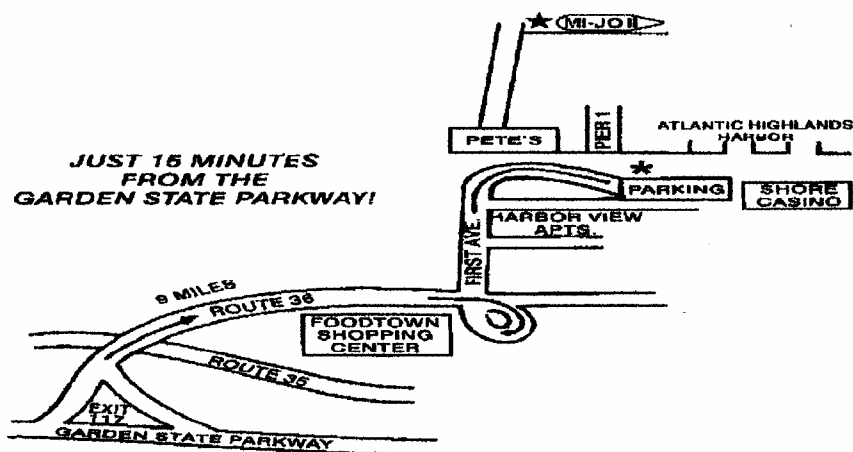 MI-JO II
PETE'S
PIER 1
ATLANTIC HIGHLANDS
HARBOR
JUST 15 MINUTES
FROM THE
GARDEN STATE PARKWAY!
PARKING
SHORE
CASINO
HARBOR VIEW
APTS.
FIRST AVE.
9 MILES
ROUTE 36
FOODTOWN
SHOPPING
CENTER
ROUTE 35
EXIT
117
GARDEN STATE PARKWAY